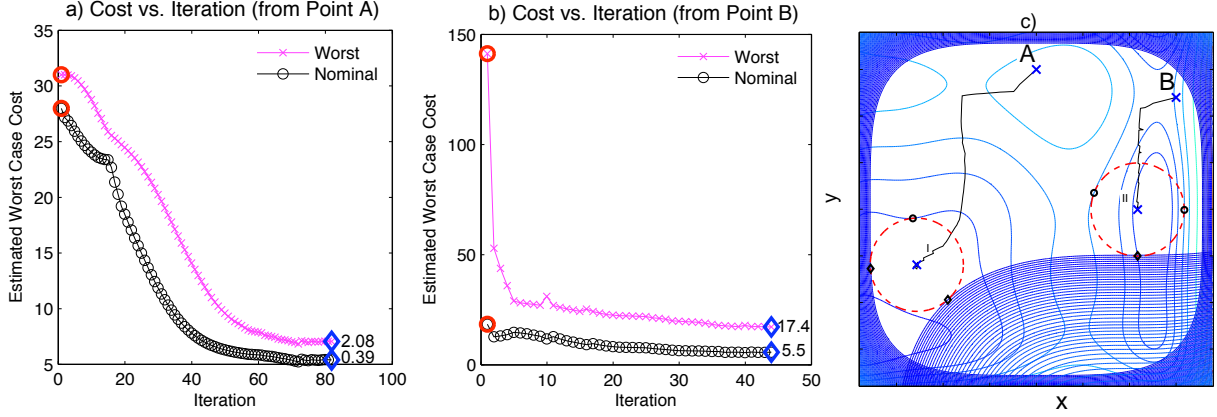 a) Cost vs. Iteration (from Point A)
35
30
25
20
15
10
5
Estimated Worst Case Cost
Worst
Nominal
2.08
0.39
0
20
40
60
80
100
Iteration
b) Cost vs. Iteration (from Point B)
150
100
50
0
Estimated Worst Case Cost
Worst
Nominal
17.4
5.5
0
10
20
30
40
50
Iteration
c)
A
B
II
I
y
x